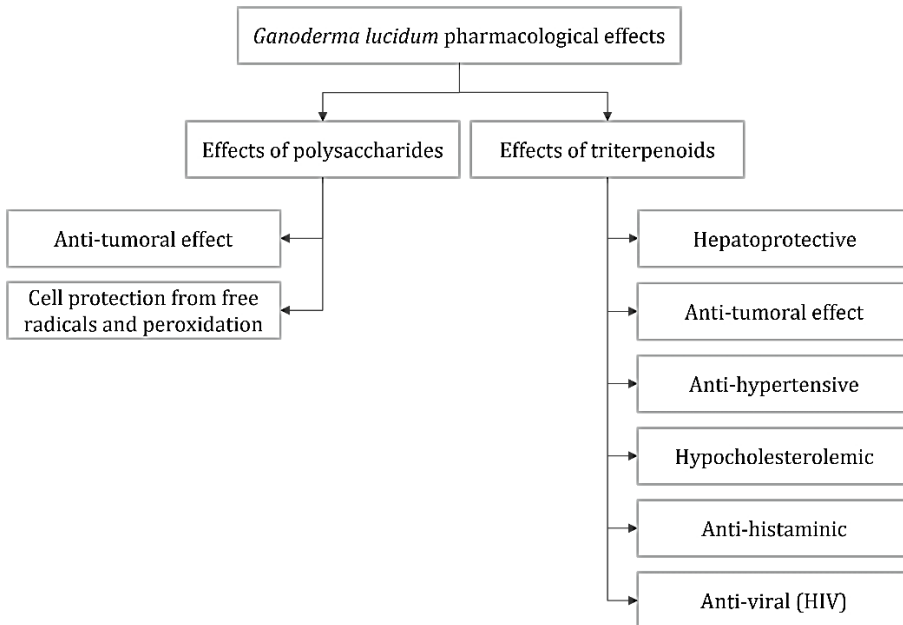 Ganoderma lucidum pharmacological effects
Effects of polysaccharides
Effects of triterpenoids
Anti-tumoral effect
Cell protection from free
radicals and peroxidation
Hepatoprotective
Anti-tumoral effect
Anti-hypertensive
Hypocholesterolemic
Anti-histaminic
Anti-viral (HIV)